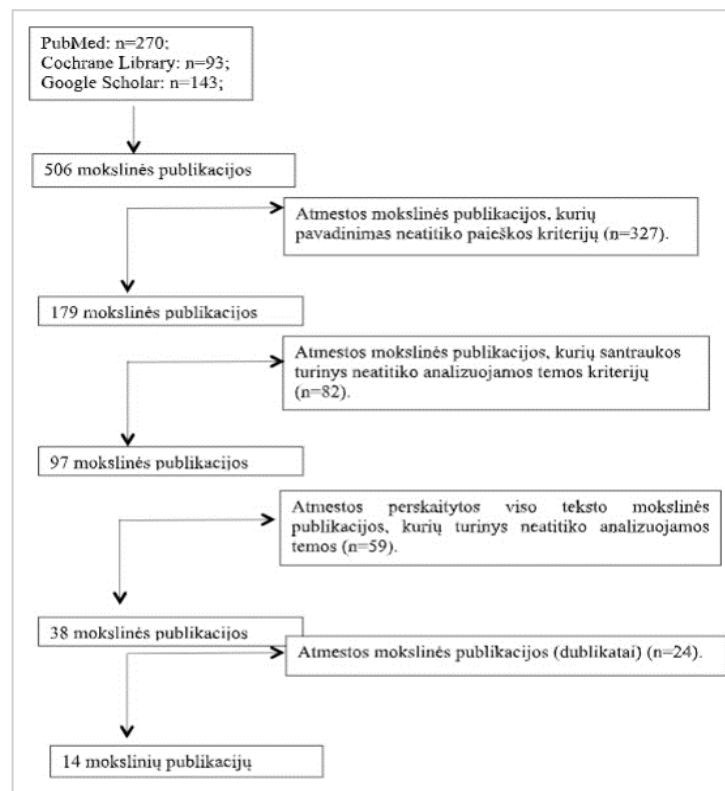 PubMed: n=270;
Cochrane Library: n=93;
Google Scholar: n=143;
506 mokslinės publikacijos
Atmestos mokslinės publikacijos, kurių
pavadinimas neatitiko paieškos kriterijų (n=327).
179 mokslinės publikacijos
Atmestos mokslinės publikacijos, kurių santraukos
turinys neatitiko analizuojamos temos kriterijų
(n=82).
97 mokslinės publikacijos
Atmestos perskaitytos viso teksto mokslinės
publikacijos, kurių turinys neatitiko analizuojamos
temos (n=59).
38 mokslinės publikacijos
Atmestos mokslinės publikacijos (dublikatai) (n=24).
14 mokslinių publikacijų